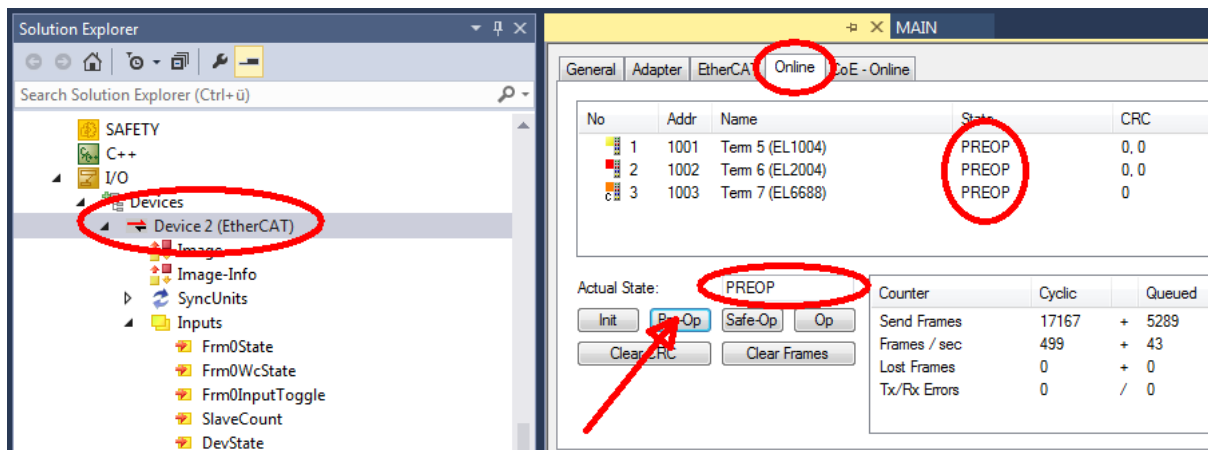 Solution Explorer
Search Solution Explorer (Ctrl+ü)
SAFETY
C++
I/O
Devices
Device 2 (EtherCAT)
Image
Image-Info
SyncUnits
Inputs
Frm0State
Frm0WcState
Frm0InputToggle
SlaveCount
DevState
MAIN
General Adapter EtherCAT Online CoE - Online
No Addr Name State CRC
1 1001 Term 5 (EL1004) PREOP 0, 0
2 1002 Term 6 (EL2004) PREOP 0, 0
c 3 1003 Term 7 (EL6688) PREOP 0
Actual State: PREOP
Init Pre-Op Safe-Op Op
Clear CRC Clear Frames
Counter Cyclic Queued
Send Frames 17167 + 5289
Frames / sec 499 + 43
Lost Frames 0 + 0
Tx/Rx Errors 0 / 0